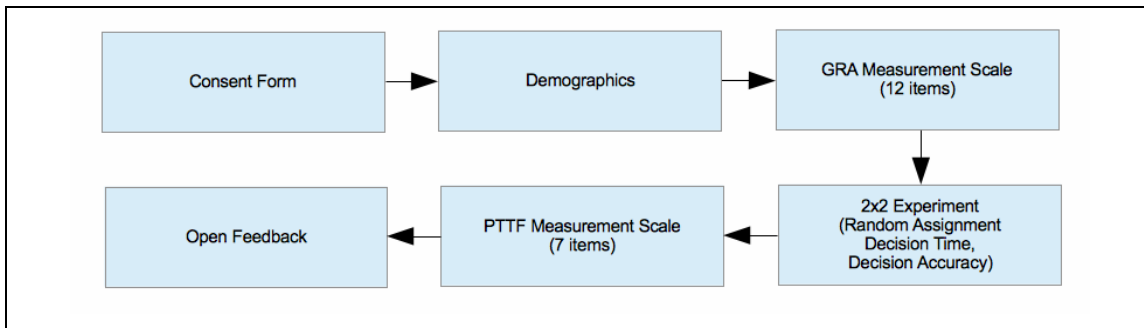 Consent Form
Demographics
GRA Measurement Scale
(12 items)
2x2 Experiment
(Random Assignment
Decision Time,
Decision Accuracy)
PTTF Measurement Scale
(7 items)
Open Feedback